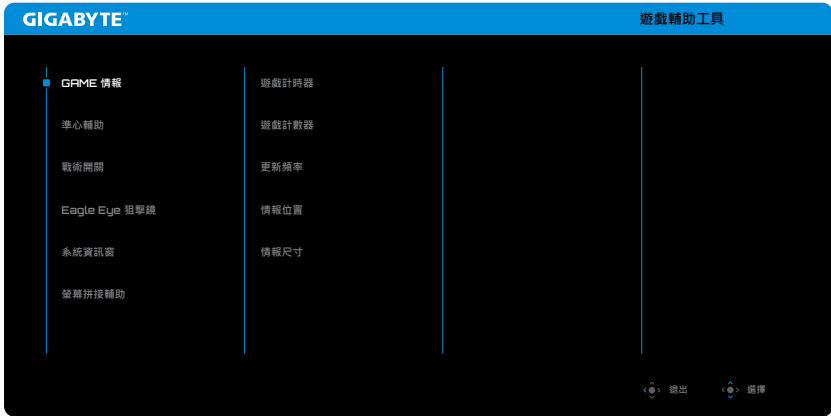 GIGABYTE™
遊戲輔助工具
GAME 情報
準心輔助
戰術開關
Eagle Eye 狙擊鏡
系統資訊窗
螢幕拼接輔助
遊戲計時器
遊戲計數器
更新頻率
情報位置
情報尺寸
退出
選擇